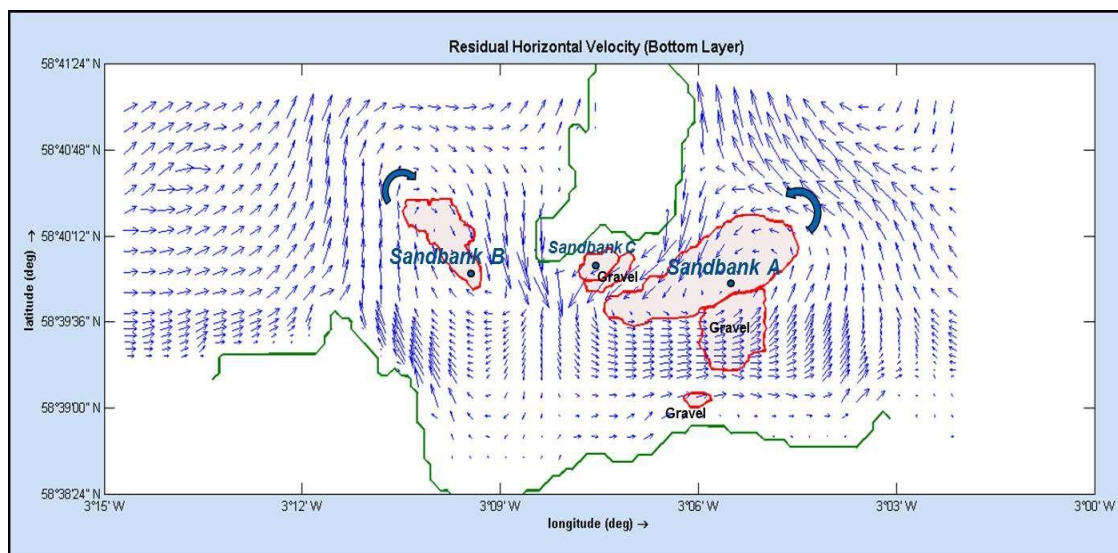 Residual Horizontal Velocity (Bottom Layer)
58°41'24" N
58°40'48" N
58°40'12" N
58°39'36" N
58°39'00" N
58°38'24" N
latitude (deg) →
Sandbank B
Sandbank C
Gravel
Sandbank A
Gravel
Gravel
3°15' W
3°12' W
3°09' W
3°06' W
3°03' W
3°00' W
longitude (deg) →